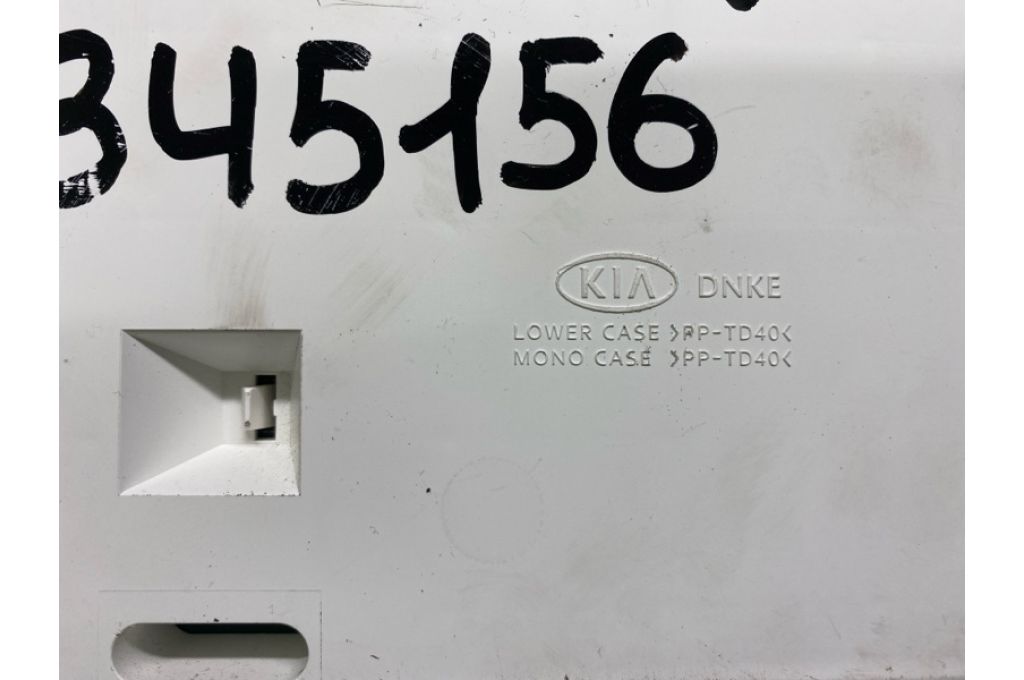 345156
KIA DNKE
LOWER CASE >PP-TD40<
MONO CASE >PP-TD40<